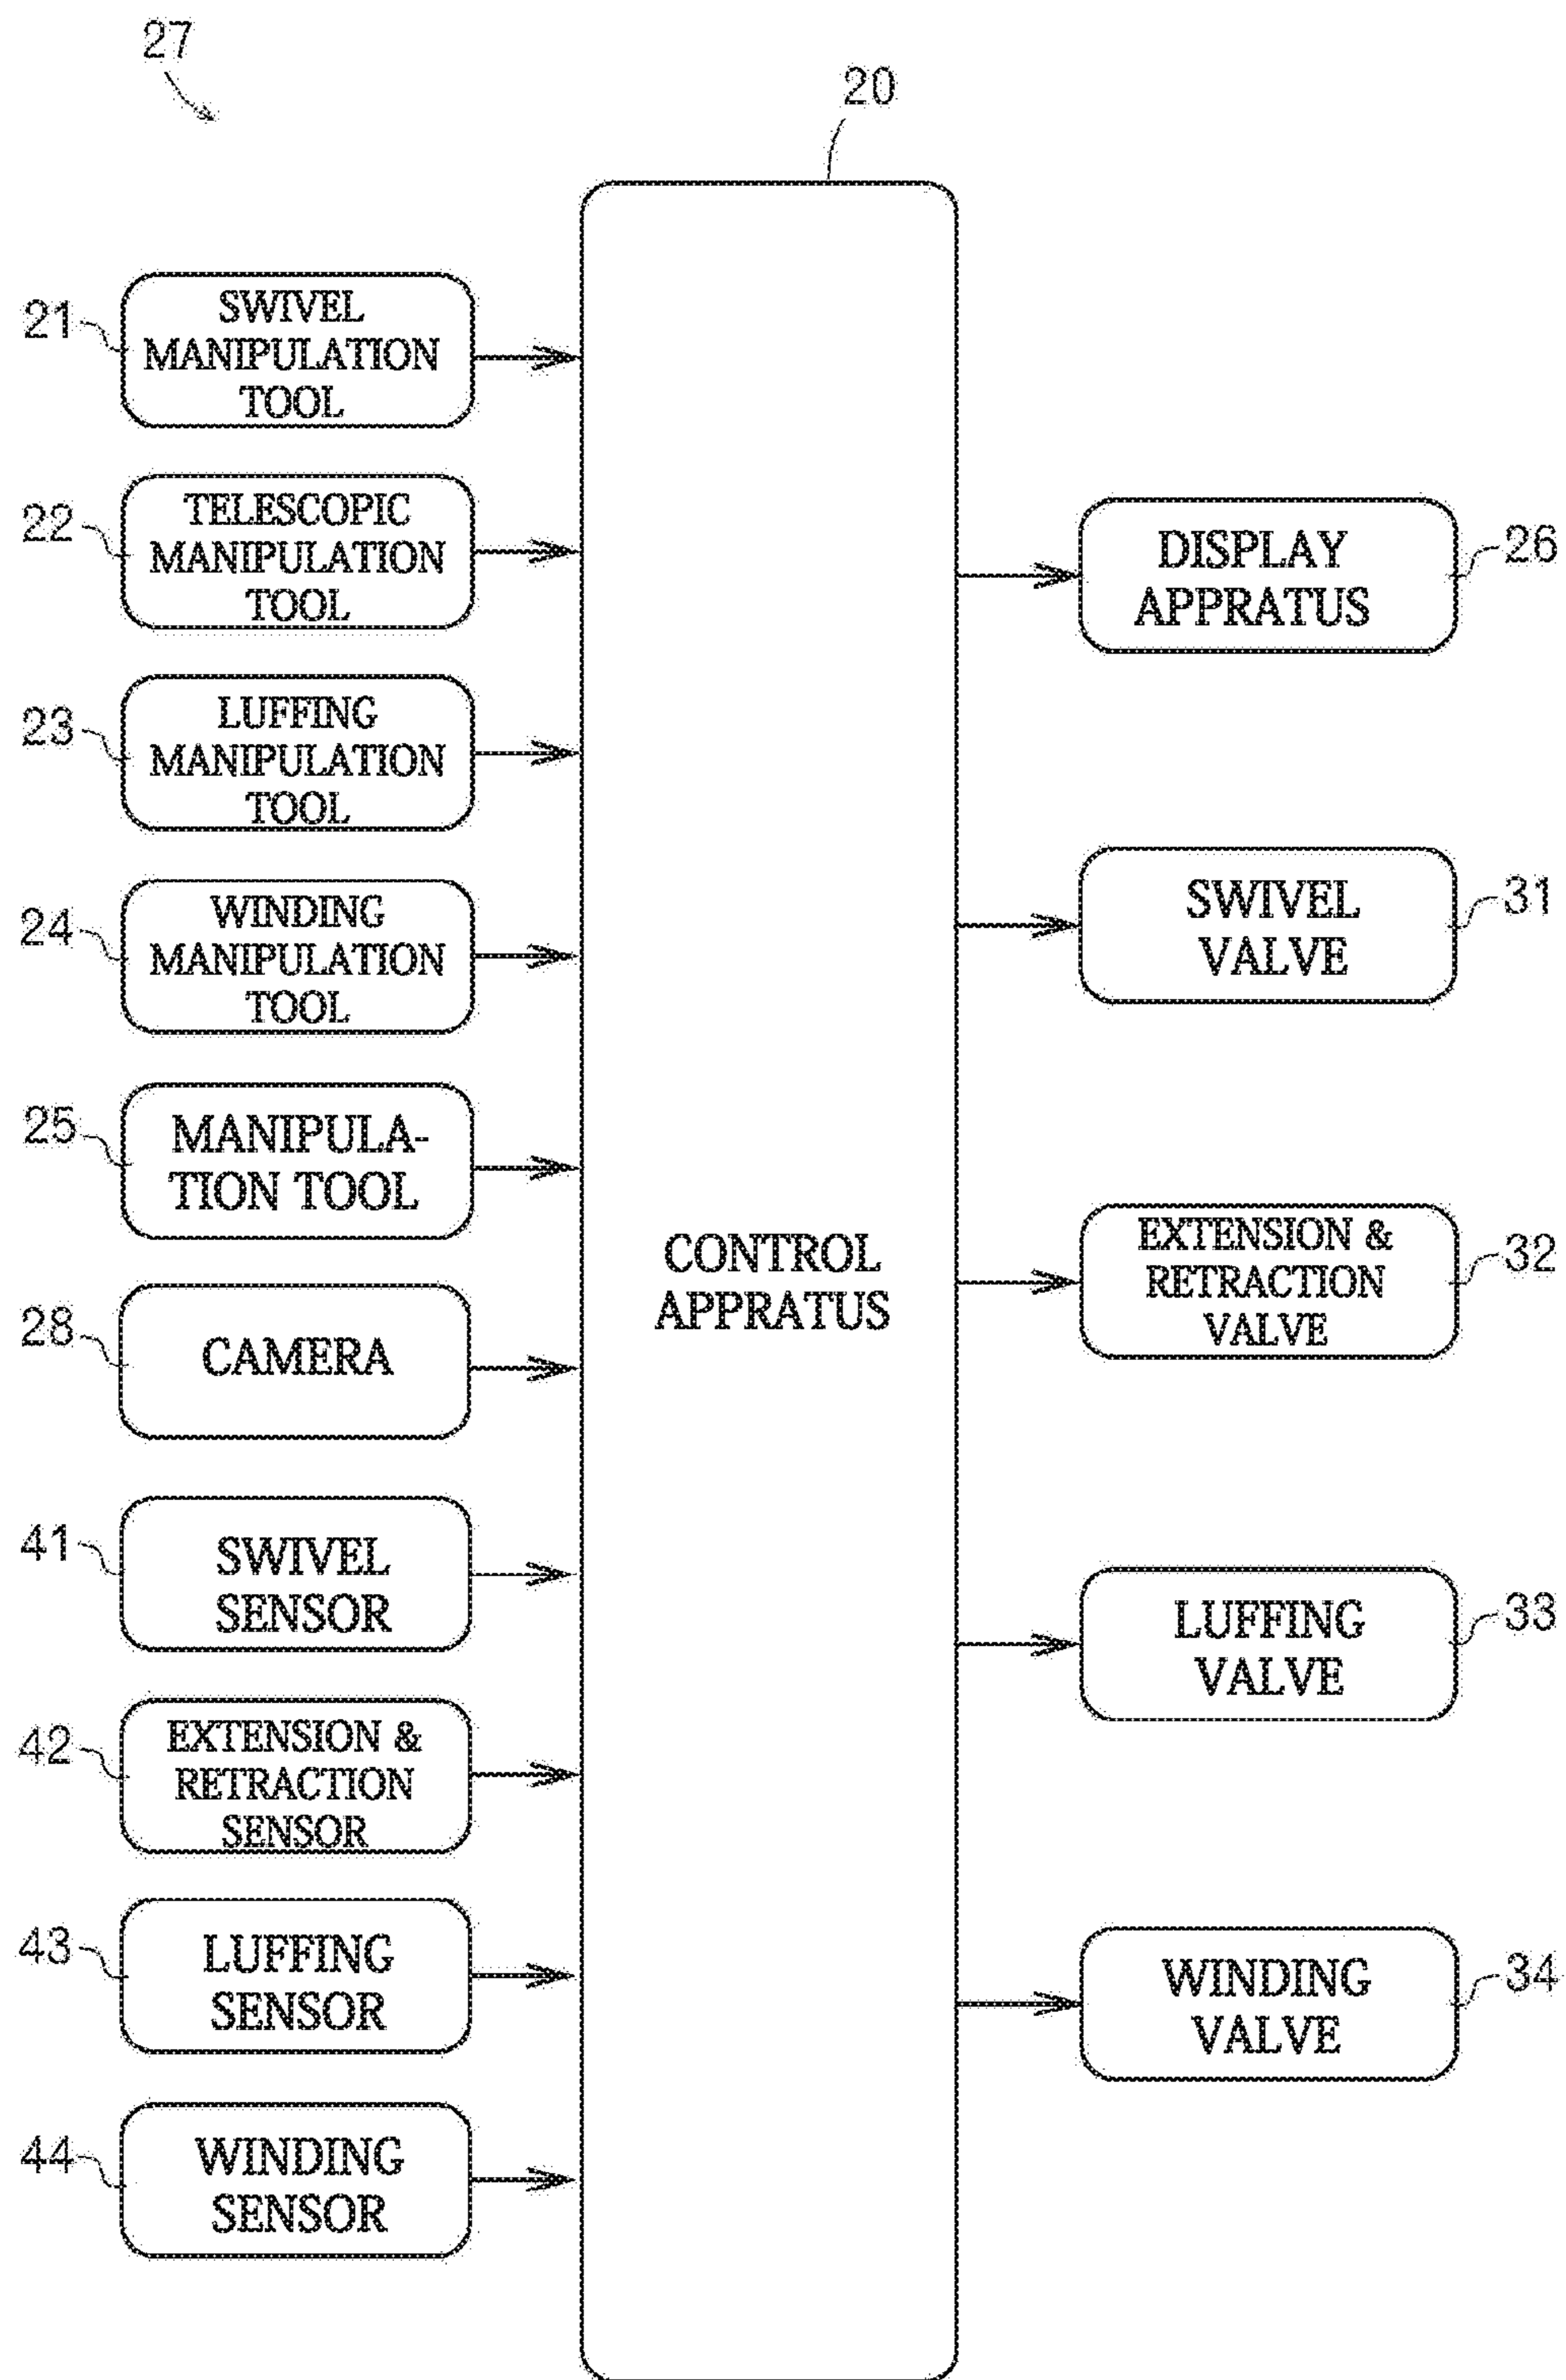 27
20
21
SWIVEL
MANIPULATION
TOOL
22
TELESCOPIC
MANIPULATION
TOOL
23
LUFFING
MANIPULATION
TOOL
24
WINDING
MANIPULATION
TOOL
25
MANIPULA-
TION TOOL
28
CAMERA
41
SWIVEL
SENSOR
42
EXTENSION &
RETRACTION
SENSOR
43
LUFFING
SENSOR
44
WINDING
SENSOR
CONTROL
APPRATUS
DISPLAY
APPRATUS
26
SWIVEL
VALVE
31
EXTENSION &
RETRACTION
VALVE
32
LUFFING
VALVE
33
WINDING
VALVE
34